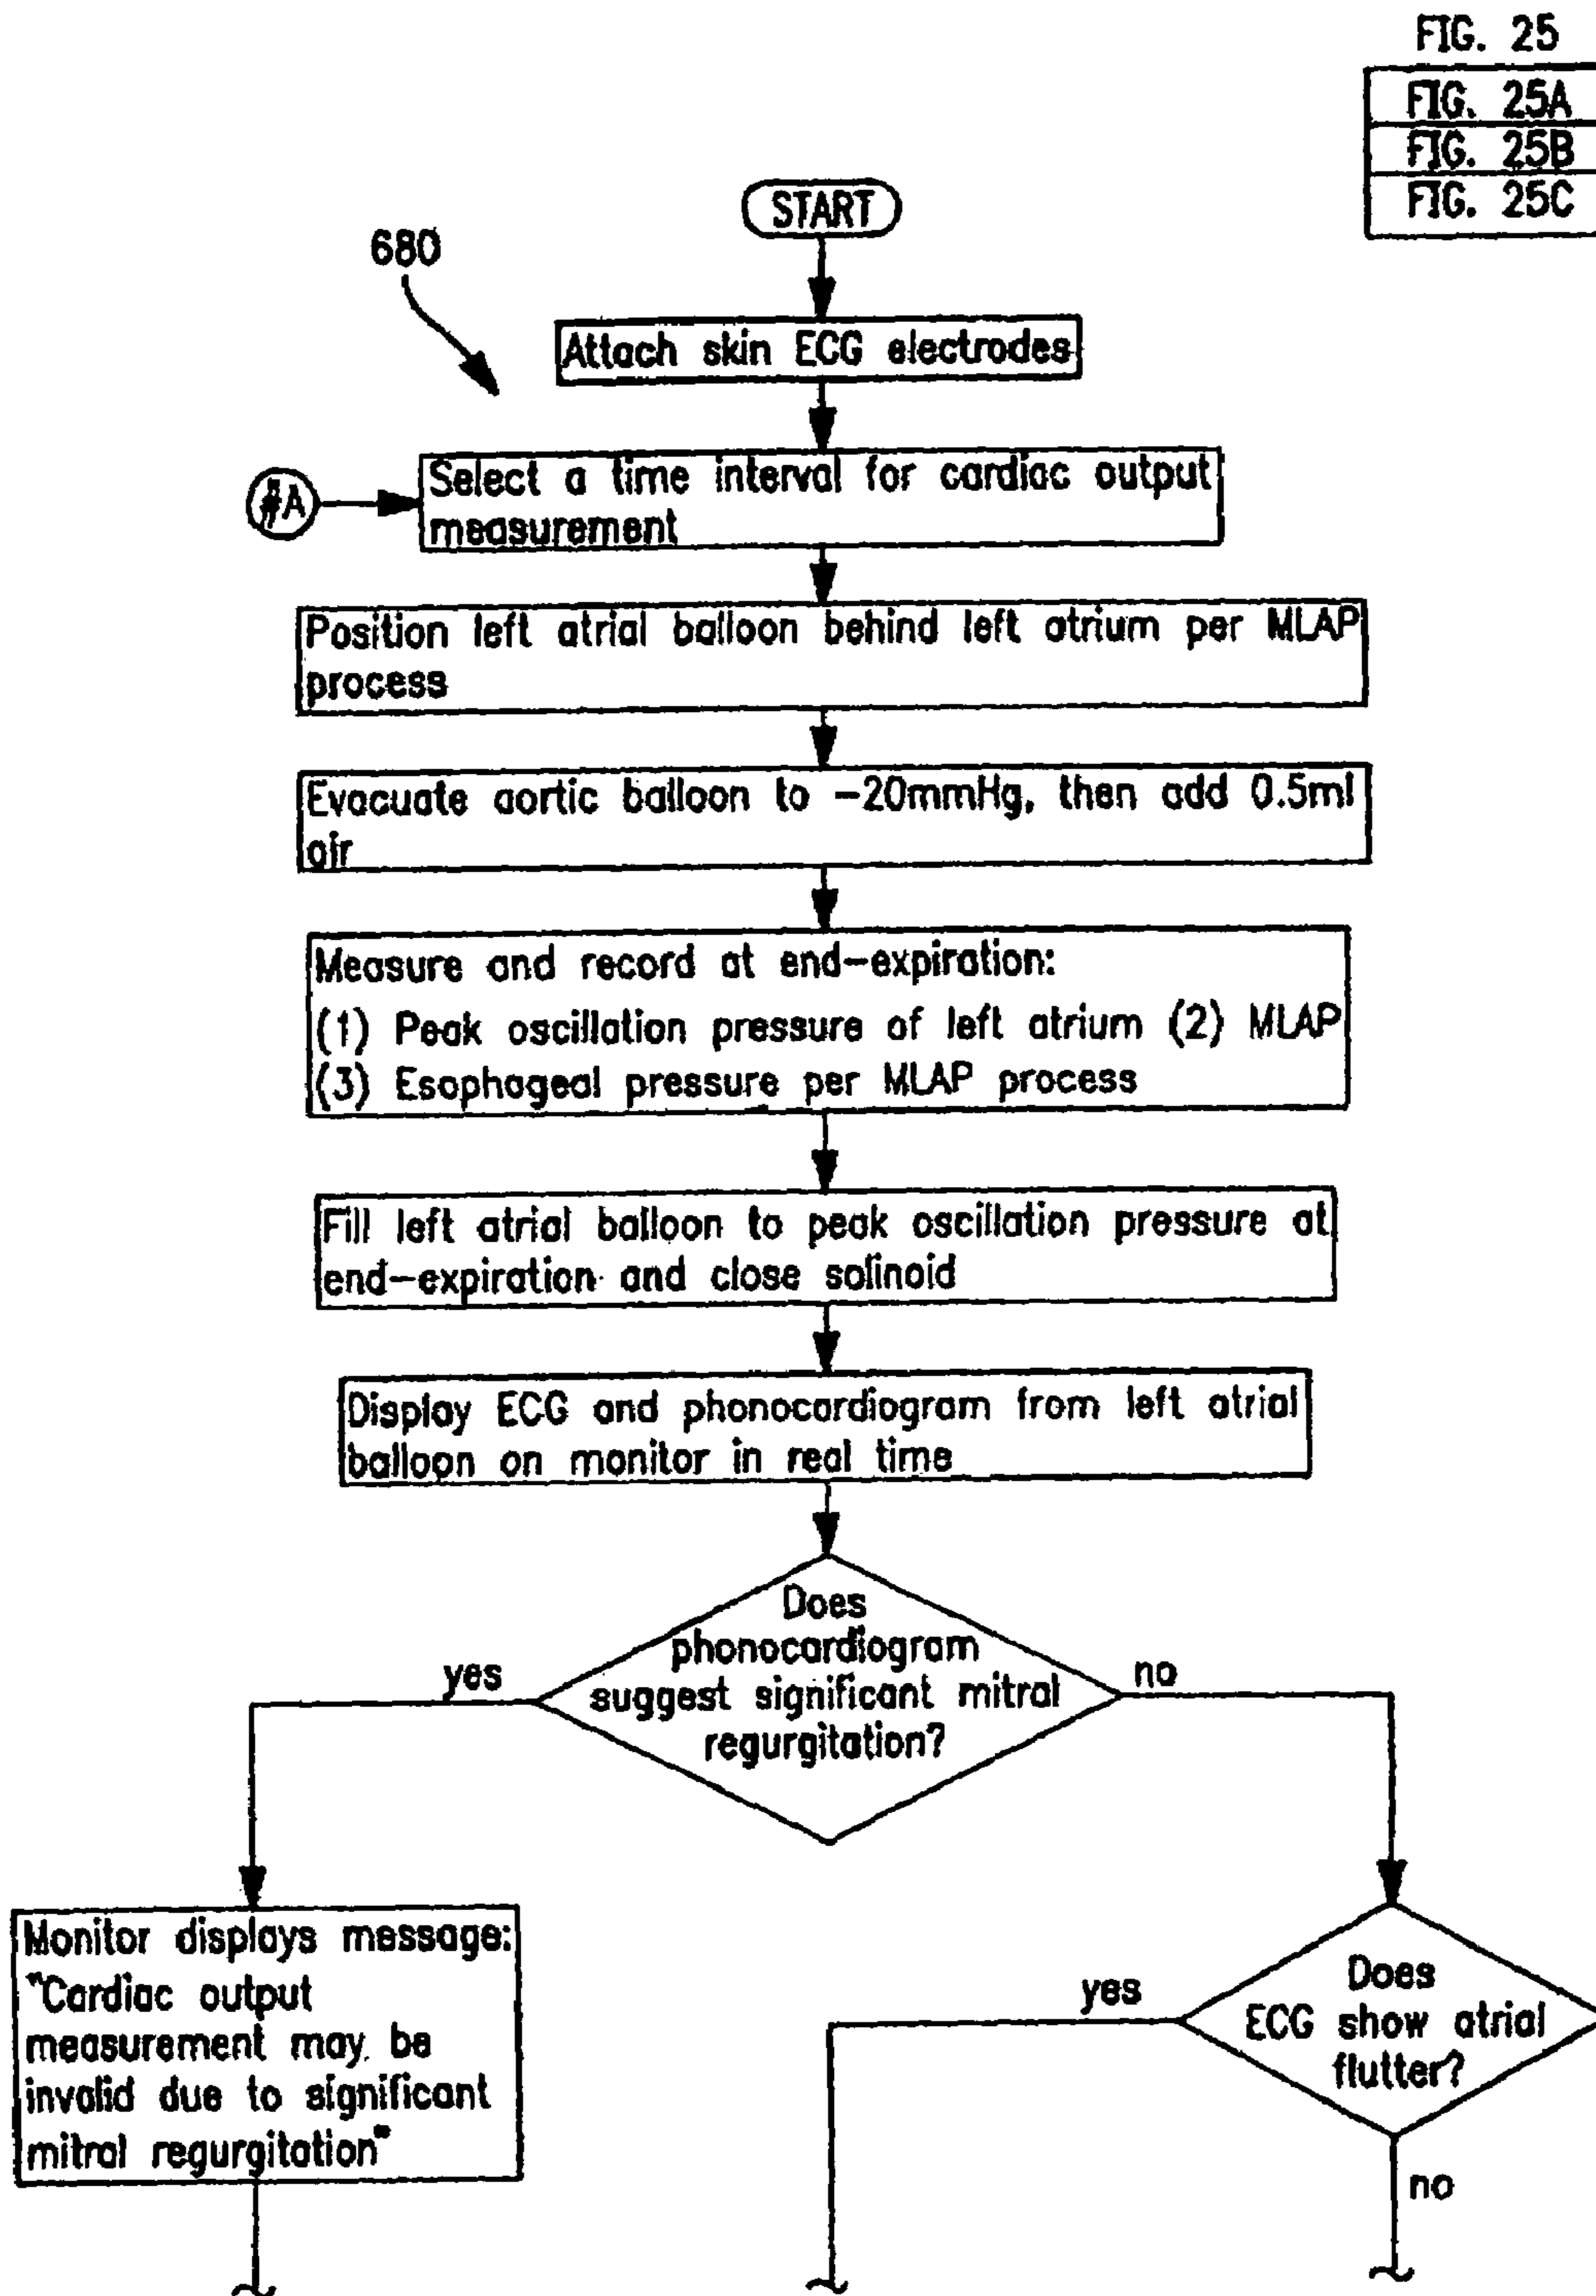 FIG. 25
FIG. 25A
FIG. 25B
FIG. 25C
START
680
Attach skin ECG electrodes
#A
Select a time interval for cardiac output
measurement
Position left atrial balloon behind left atrium per MLAP
process
Evacuate aortic balloon to -20mmHg, then add 0.5ml
air
Measure and record at end-expiration:
(1) Peak oscillation pressure of left atrium (2) MLAP
(3) Esophageal pressure per MLAP process
Fill left atrial balloon to peak oscillation pressure at
end-expiration and close solinoid
Display ECG and phonocardiogram from left atrial
balloon on monitor in real time
Does
phonocardiogram
suggest significant mitral
regurgitation?
yes
no
Monitor displays message:
"Cardiac output
measurement may be
invalid due to significant
mitral regurgitation"
Does
ECG show atrial
flutter?
yes
no